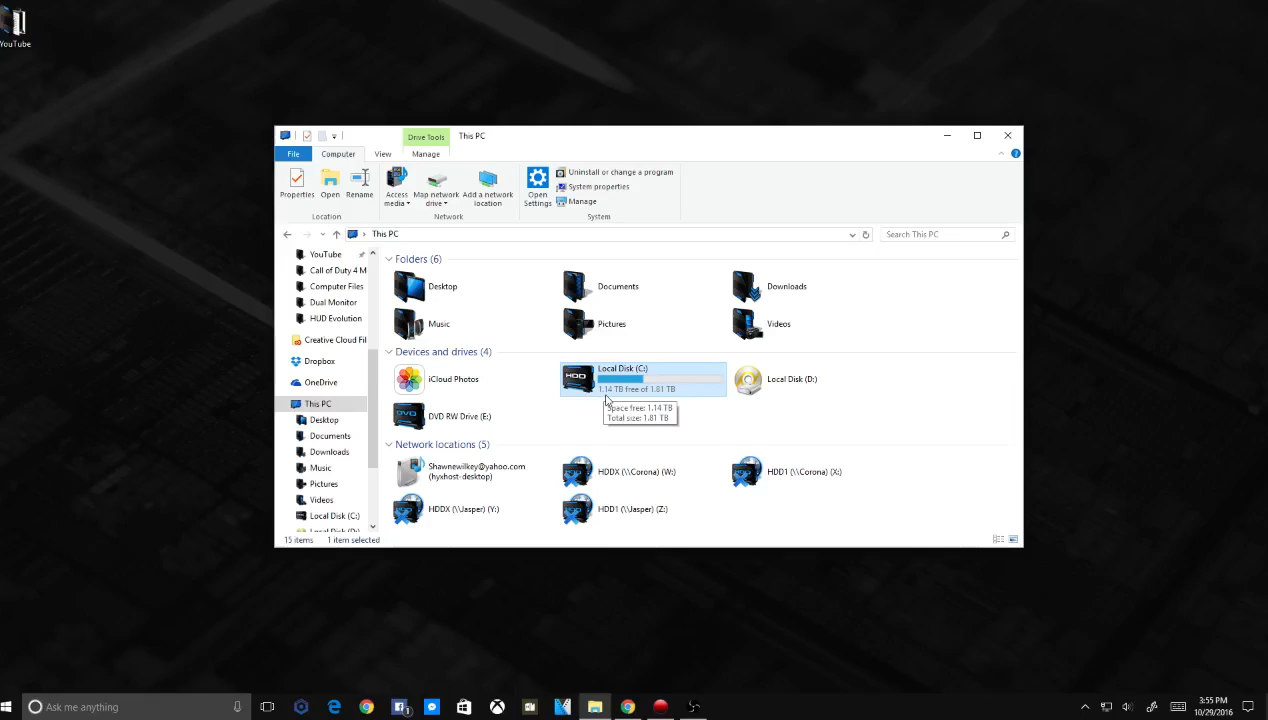 YouTube
Drive Tools
This PC
File
Computer
View
Manage
Properties
Open
Rename
Access media
Map network drive
Add a network location
Open Settings
Uninstall or change a program
System properties
Manage
Location
Network
System
This PC
Search This PC
YouTube
Call of Duty 4 M
Computer Files
Dual Monitor
HUD Evolution
Creative Cloud Fil
Dropbox
OneDrive
This PC
Desktop
Documents
Downloads
Music
Pictures
Videos
Local Disk (C:)
Local Disk (D:)
Folders (6)
Desktop
Documents
Downloads
Music
Pictures
Videos
Devices and drives (4)
iCloud Photos
HDD
Local Disk (C:)
1.14 TB free of 1.81 TB
Local Disk (D:)
Space free: 1.14 TB
Total size: 1.81 TB
DVD
DVD RW Drive (E:)
Network locations (5)
Shawnewilkey@yahoo.com
(hyxhost-desktop)
HDDX (\\Corona) (W:)
HDD1 (\\Corona) (X:)
HDDX (\\Jasper) (Y:)
HDD1 (\\Jasper) (Z:)
15 items
1 item selected
Ask me anything
1
3:55 PM
10/29/2016